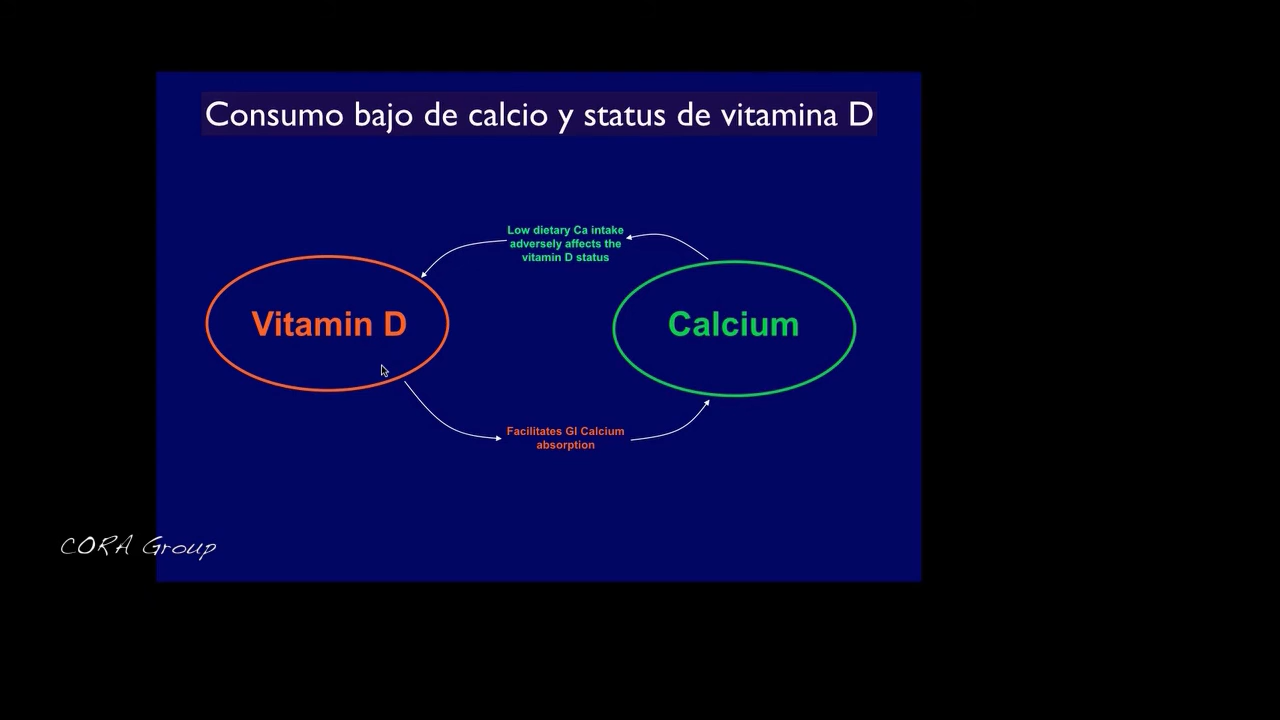 Consumo bajo de calcio y status de vitamina D
Low dietary Ca intake
adversely affects the
vitamin D status
Vitamin D
Calcium
Facilitates GI Calcium
absorption
CORA Group